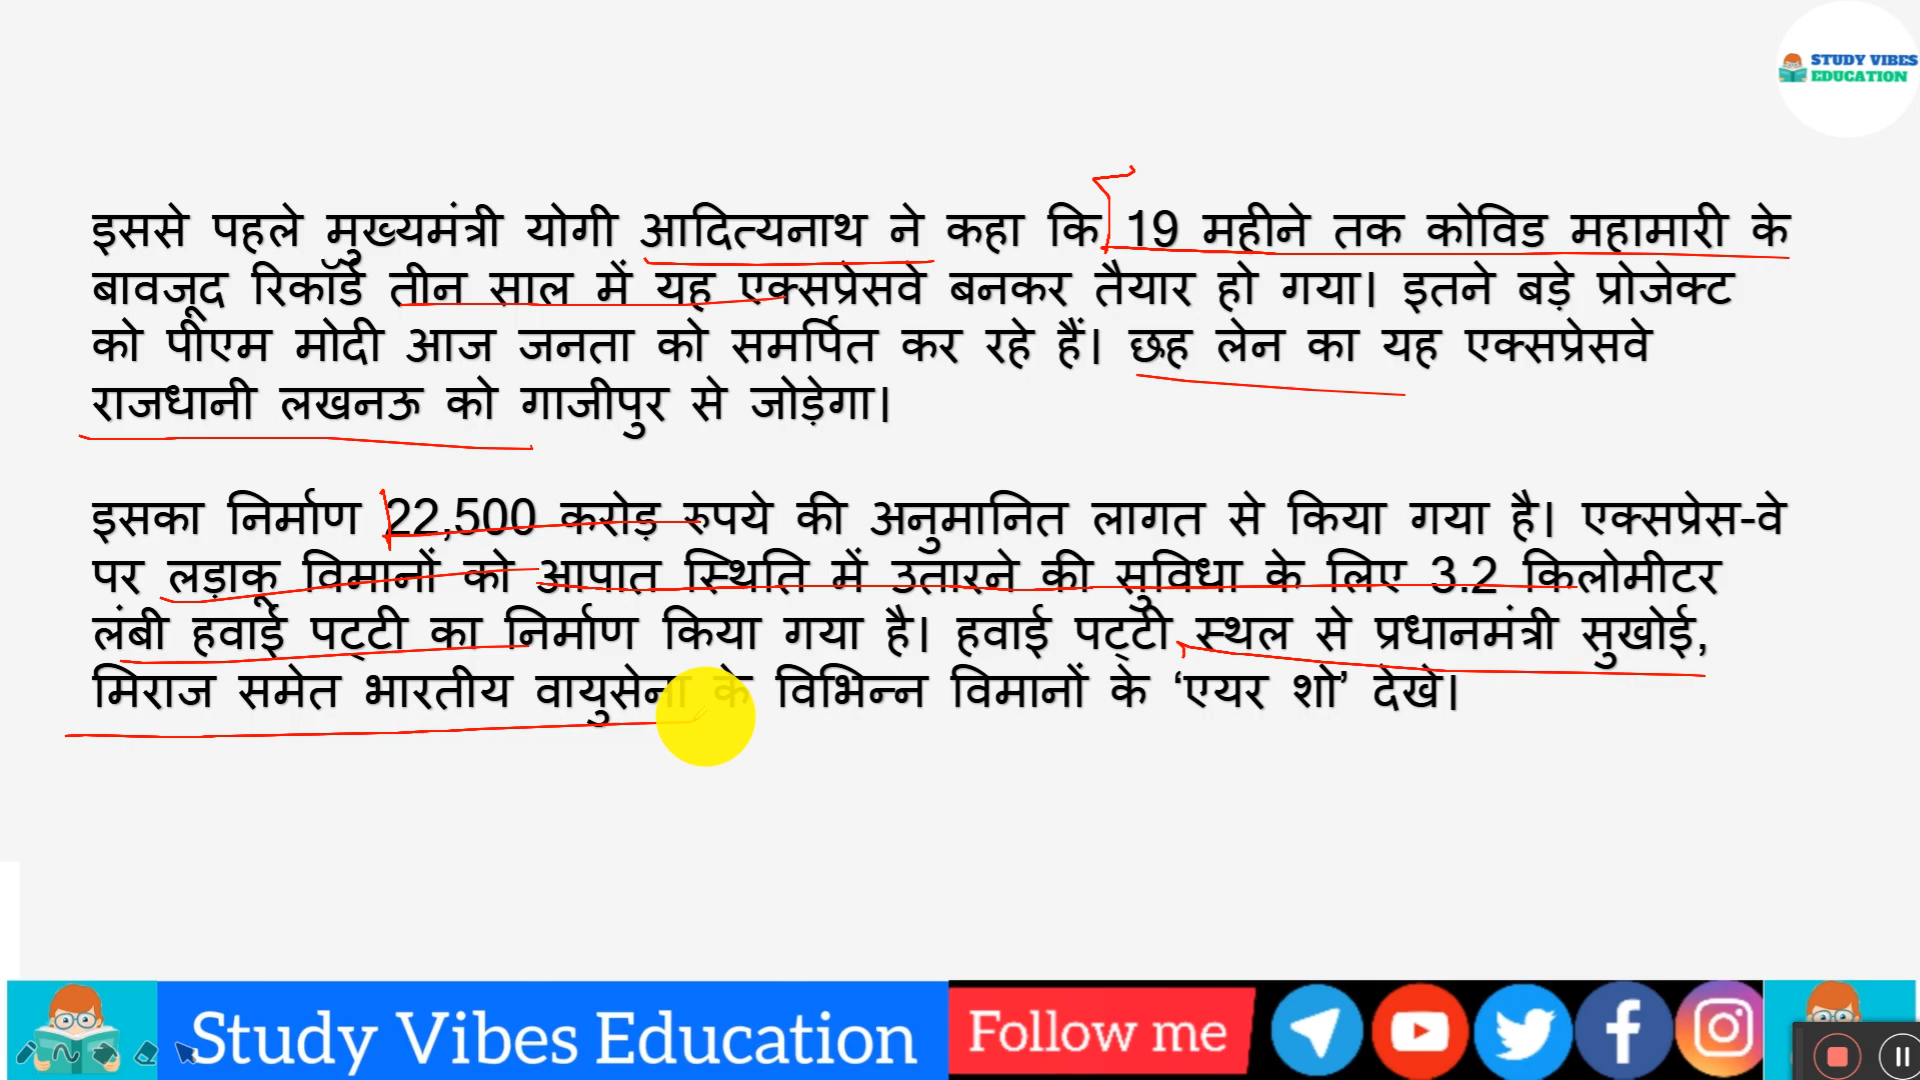 STUDY VIBES
EDUCATION
इससे पहले मुख्यमंत्री योगी आदित्यनाथ ने कहा कि 19 महीने तक कोविड महामारी के
बावजूद रिकॉर्ड तीन साल में यह एक्सप्रेसवे बनकर तैयार हो गया। इतने बड़े प्रोजेक्ट
को पीएम मोदी आज जनता को समर्पित कर रहे हैं। छह लेन का यह एक्सप्रेसवे
राजधानी लखनऊ को गाजीपुर से जोड़ेगा।
इसका निर्माण 22,500 करोड़ रुपये की अनुमानित लागत से किया गया है। एक्सप्रेस-वे
पर लड़ाकू विमानों को आपात स्थिति में उतारने की सुविधा के लिए 3.2 किलोमीटर
लंबी हवाई पट्टी का निर्माण किया गया है। हवाई पट्टी स्थल से प्रधानमंत्री सुखोई,
मिराज समेत भारतीय वायुसेना के विभिन्न विमानों के ‘एयर शो’ देखे।
Study Vibes Education
Follow me